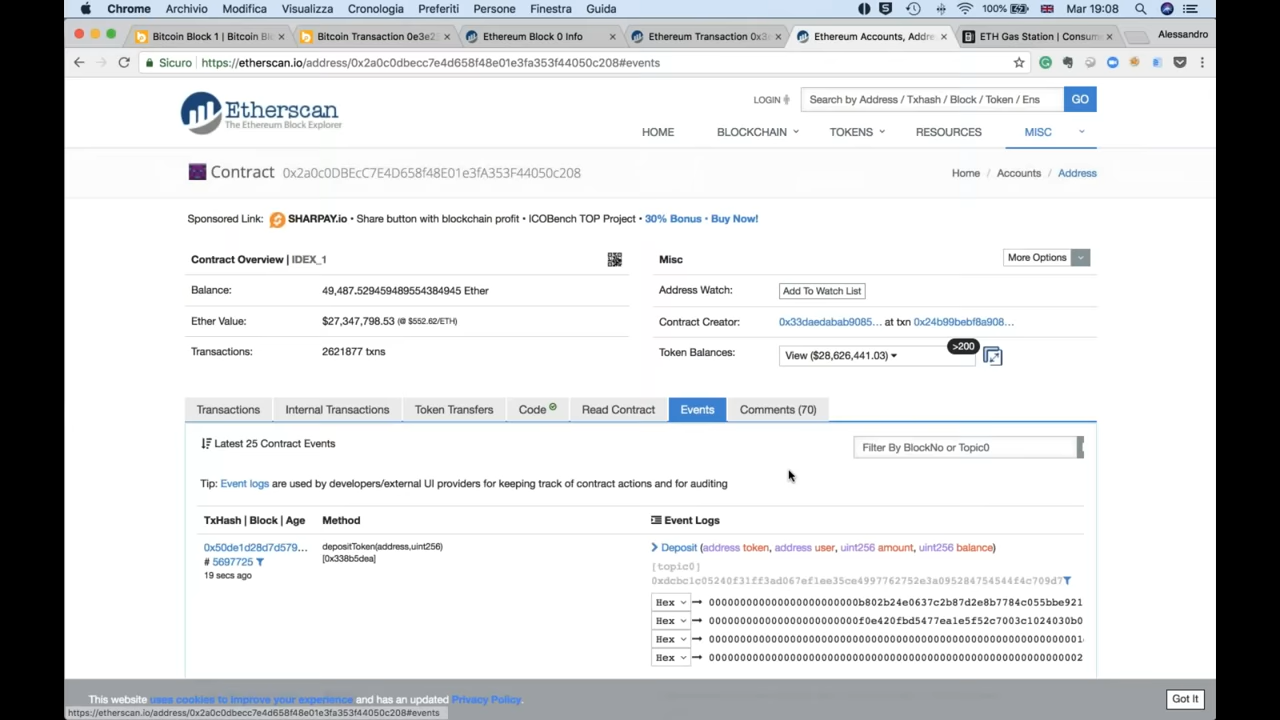 Chrome Archivio Modifica Visualizza Cronologia Preferiti Persone Finestra Guida 100% Mar 19:08
Bitcoin Block 1 | Bitcoin Bl Bitcoin Transaction 0e3e2 Ethereum Block 0 Info Ethereum Transaction 0x3 Ethereum Accounts, Addre ETH Gas Station | Consum Alessandro
Sicuro https://etherscan.io/address/0x2a0c0dbecc7e4d658f48e01e3fa353f44050c208#events
Etherscan
The Ethereum Block Explorer
LOGIN Search by Address / Txhash / Block / Token / Ens GO
HOME BLOCKCHAIN TOKENS RESOURCES MISC
Contract 0x2a0c0DBEcC7E4D658f48E01e3fA353F44050c208 Home / Accounts / Address
Sponsored Link: SHARPAY.io • Share button with blockchain profit • ICOBench TOP Project • 30% Bonus • Buy Now!
Contract Overview | IDEX_1 Misc More Options
Balance: 49,487.529459489554384945 Ether Address Watch: Add To Watch List
Ether Value: $27,347,798.53 (@ $552.62/ETH) Contract Creator: 0x33daedabab9085... at txn 0x24b99bebf8a908...
Transactions: 2621877 txns Token Balances: View ($28,626,441.03) >200
Transactions Internal Transactions Token Transfers Code Read Contract Events Comments (70)
Latest 25 Contract Events Filter By BlockNo or Topic0
Tip: Event logs are used by developers/external UI providers for keeping track of contract actions and for auditing
TxHash | Block | Age Method Event Logs
0x50de1d28d7d579... depositToken(address,uint256) Deposit (address token, address user, uint256 amount, uint256 balance)
# 5697725 [0x338b5dea] [topic0]
19 secs ago 0xdcbc1c05240f31ff3ad067ef1ee35ce4997762752e3a095284754544f4c709d7
Hex 000000000000000000000000b802b24e0637c2b87d2e8b7784c055bbe921
Hex 000000000000000000000000f0e420fbd5477ea1e5f52c7003c1024030b0
Hex
Hex
This website uses cookies to improve your experience and has an updated Privacy Policy. Got It
https://etherscan.io/address/0x2a0c0dbecc7e4d658f48e01e3fa353f44050c208#events